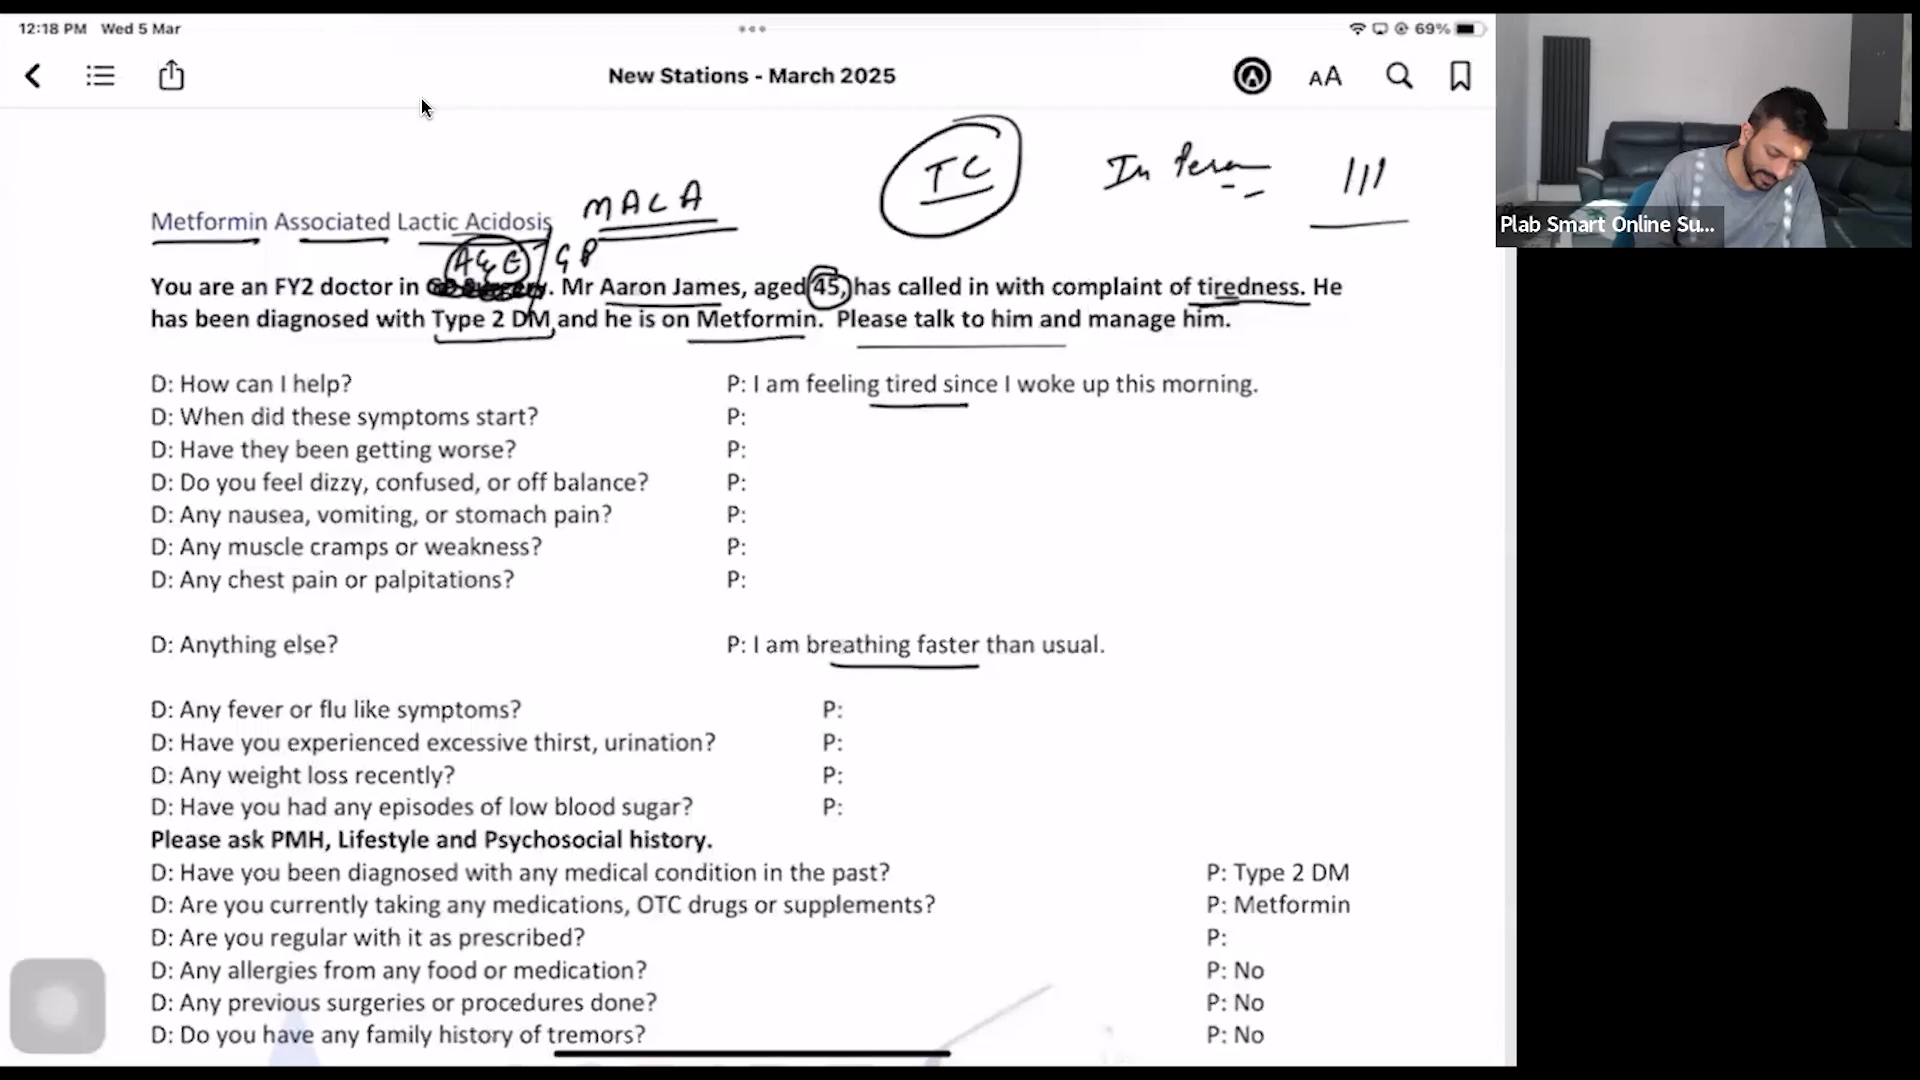 12:18 PM Wed 5 Mar
69%
New Stations - March 2025
AA
TC
In Person
111
MALA
Metformin Associated Lactic Acidosis
A&E / GP
You are an FY2 doctor in . Mr Aaron James, aged 45, has called in with complaint of tiredness. He
has been diagnosed with Type 2 DM and he is on Metformin. Please talk to him and manage him.
D: How can I help? P: I am feeling tired since I woke up this morning.
D: When did these symptoms start? P:
D: Have they been getting worse? P:
D: Do you feel dizzy, confused, or off balance? P:
D: Any nausea, vomiting, or stomach pain? P:
D: Any muscle cramps or weakness? P:
D: Any chest pain or palpitations? P:
D: Anything else? P: I am breathing faster than usual.
D: Any fever or flu like symptoms? P:
D: Have you experienced excessive thirst, urination? P:
D: Any weight loss recently? P:
D: Have you had any episodes of low blood sugar? P:
Please ask PMH, Lifestyle and Psychosocial history.
D: Have you been diagnosed with any medical condition in the past? P: Type 2 DM
D: Are you currently taking any medications, OTC drugs or supplements? P: Metformin
D: Are you regular with it as prescribed? P:
D: Any allergies from any food or medication? P: No
D: Any previous surgeries or procedures done? P: No
D: Do you have any family history of tremors? P: No
Plab Smart Online Su...